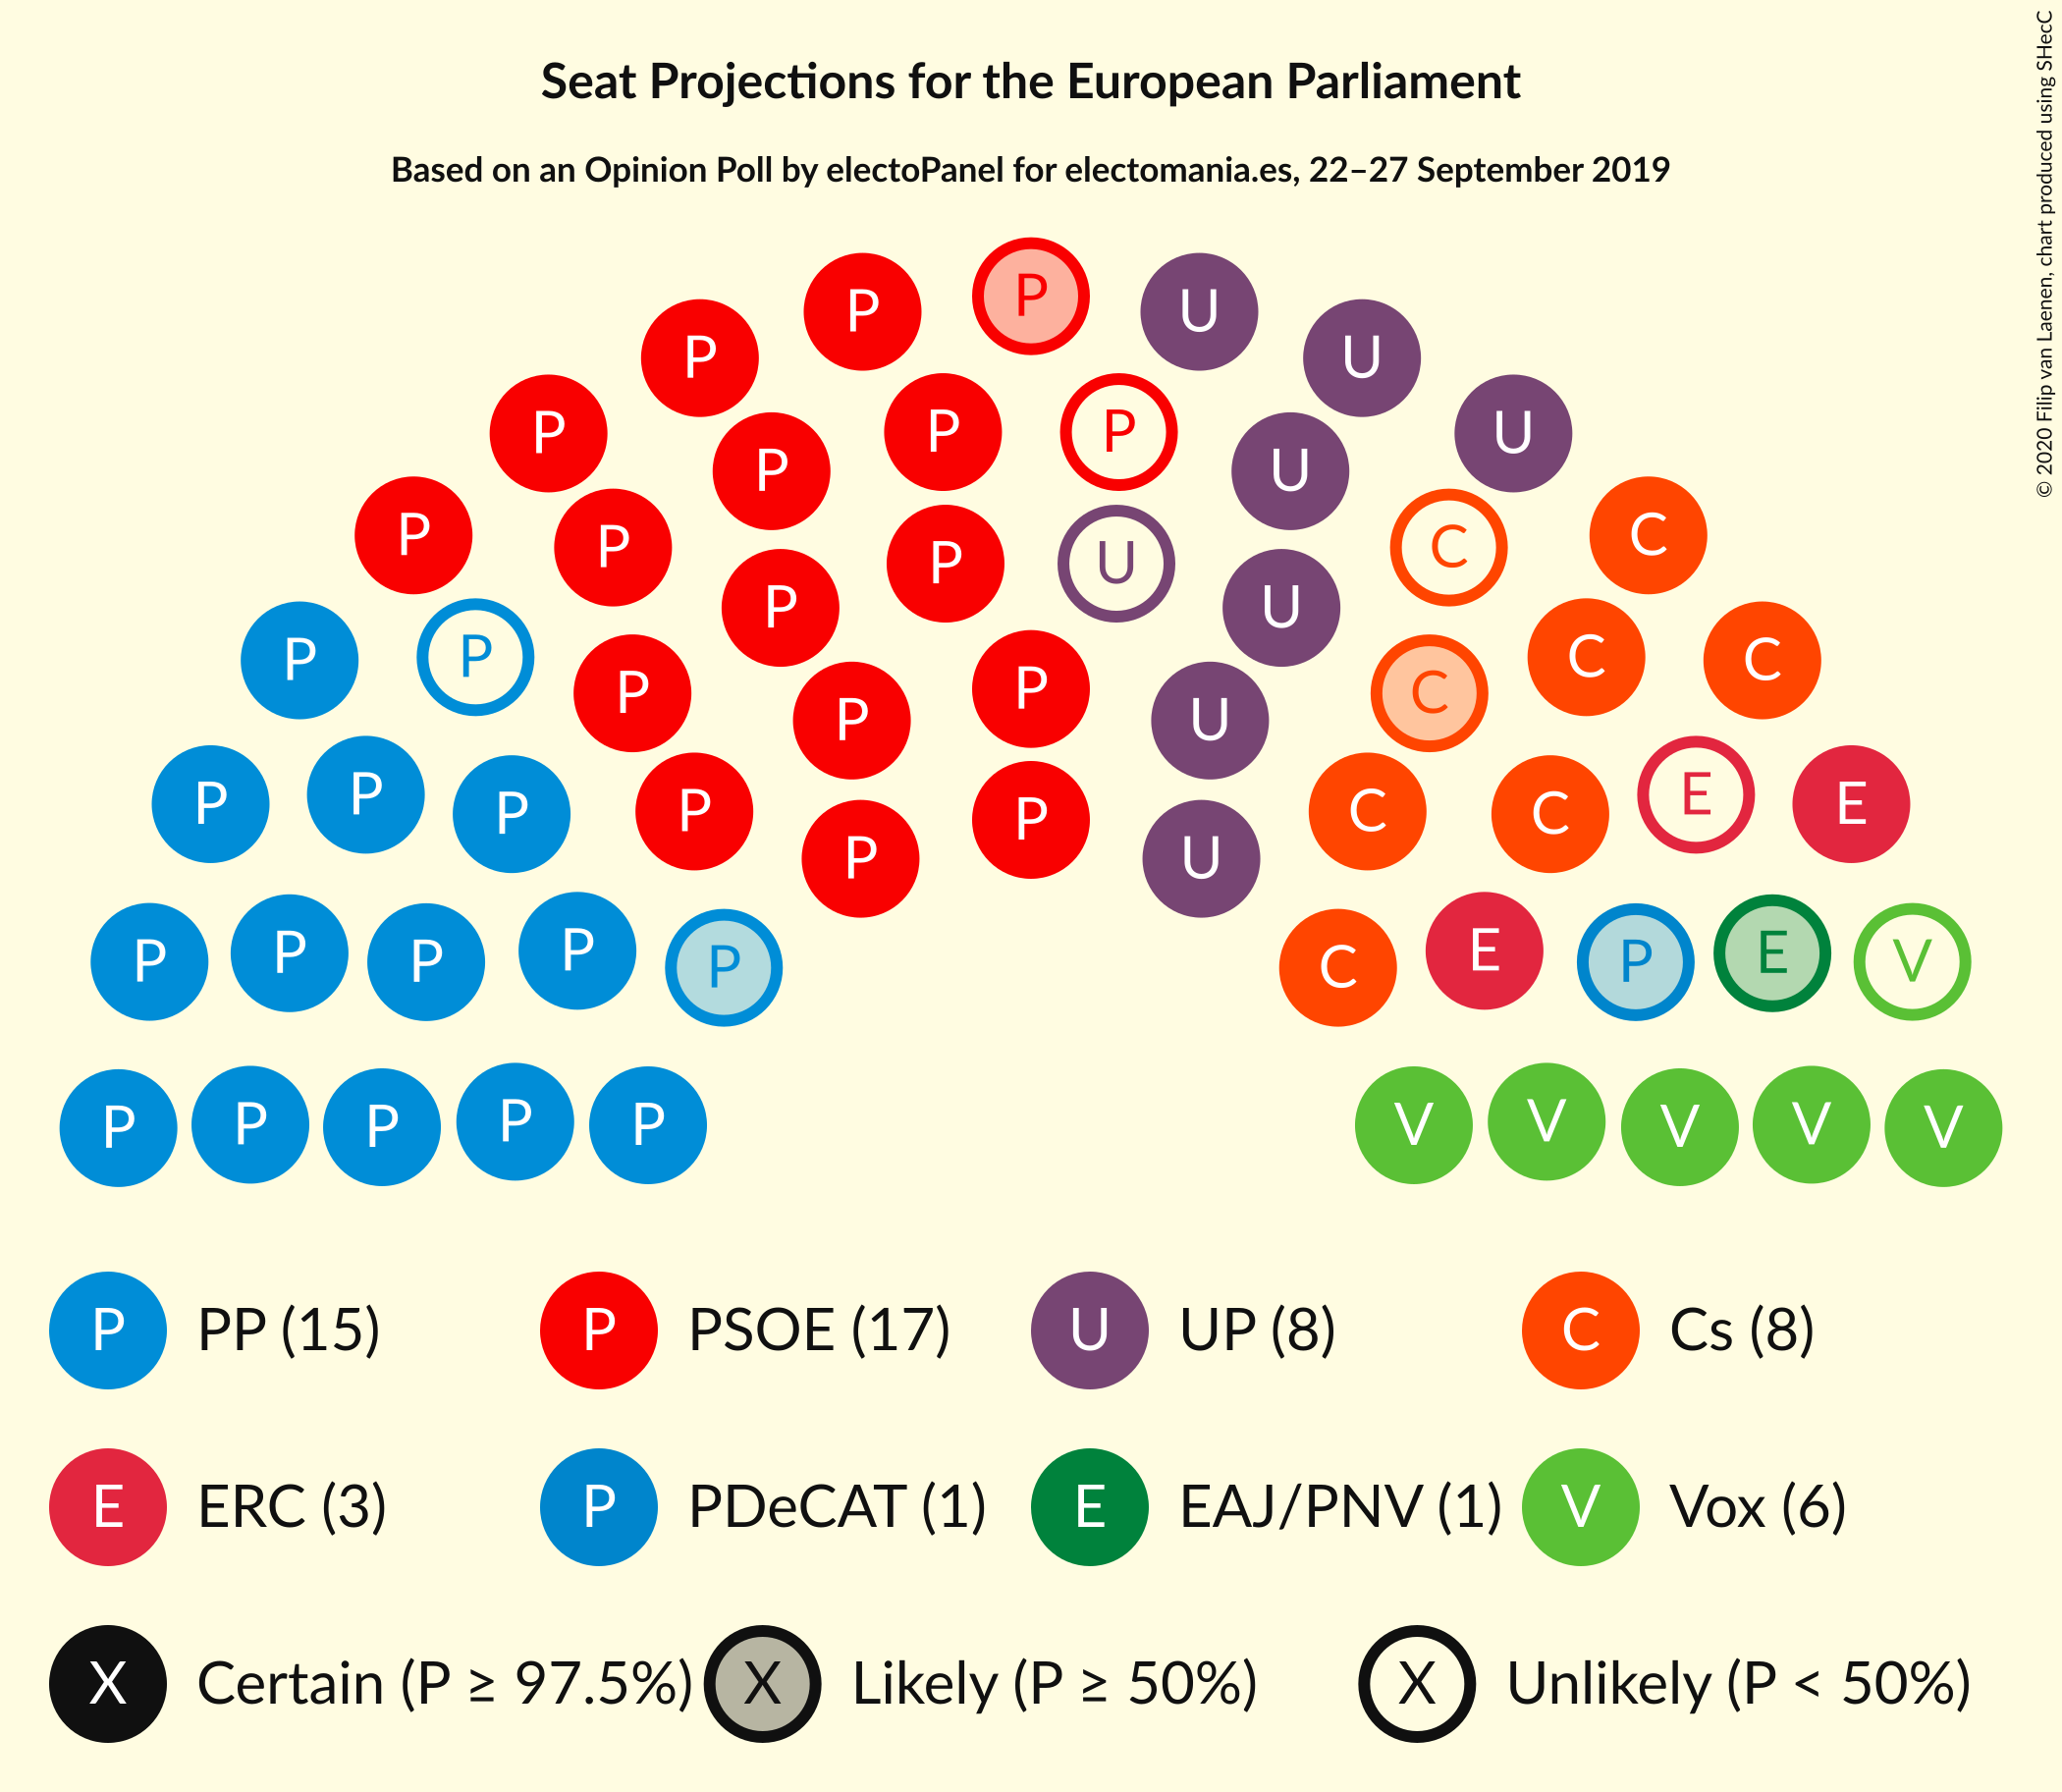 Seat Projections for the European Parliament
Based on an Opinion Poll by electoPanel for electomania.es, 22–27 September 2019
© 2020 Filip van Laenen, chart produced using SHecC
P
P P U U
P P P P U
P P U U
P P P U C C
P P C
P P P U C C
P P P U C C
P P P P P C C E E
P U
P P P P P C E P E V
P P P P P V V V V V
P PP (15) P PSOE (17) U UP (8) C Cs (8)
E ERC (3) P PDeCAT (1) E EAJ/PNV (1) V Vox (6)
X Certain (P ≥ 97.5%) X Likely (P ≥ 50%) X Unlikely (P < 50%)